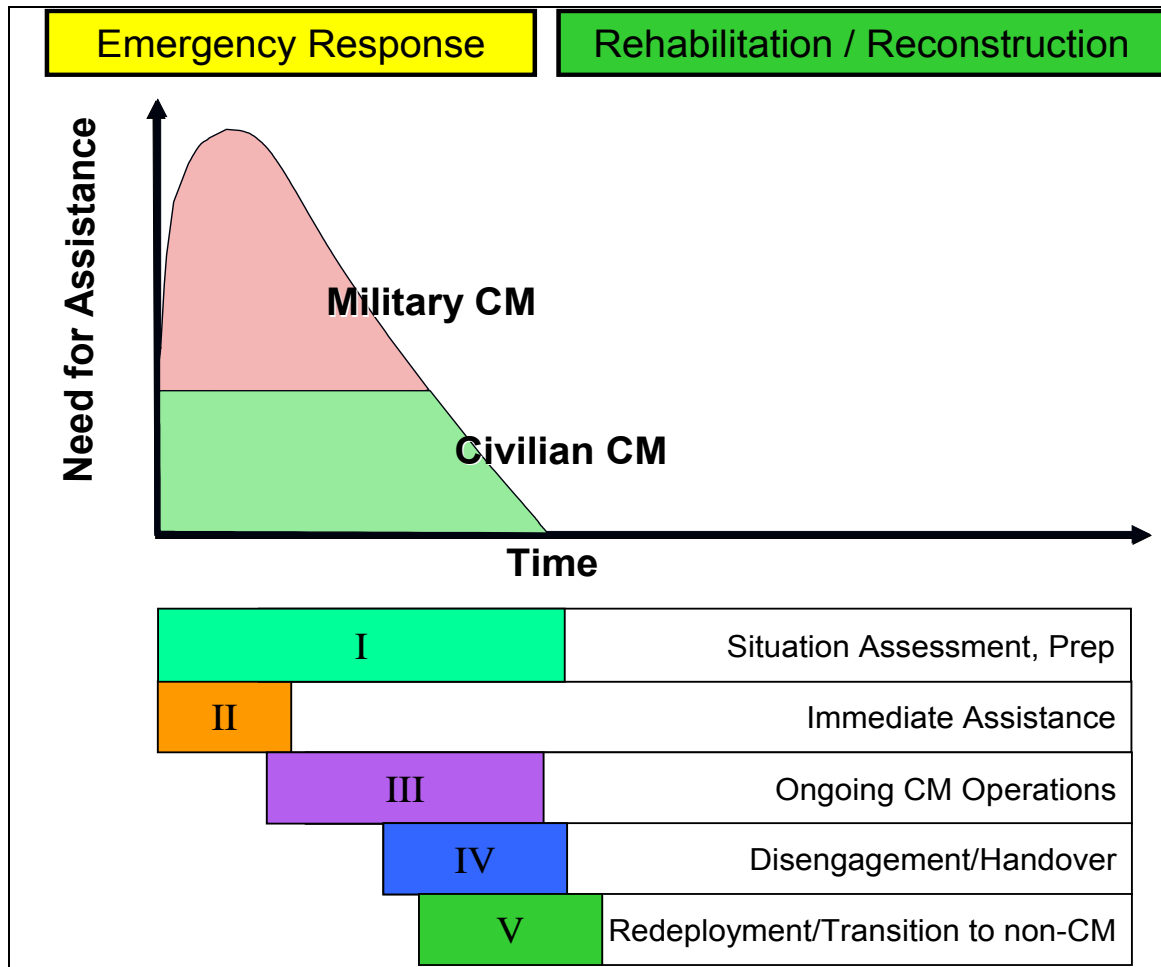 Emergency Response
Rehabilitation / Reconstruction
Need for Assistance
Military CM
Civilian CM
Time
I
Situation Assessment, Prep
II
Immediate Assistance
III
Ongoing CM Operations
IV
Disengagement/Handover
V
Redeployment/Transition to non-CM